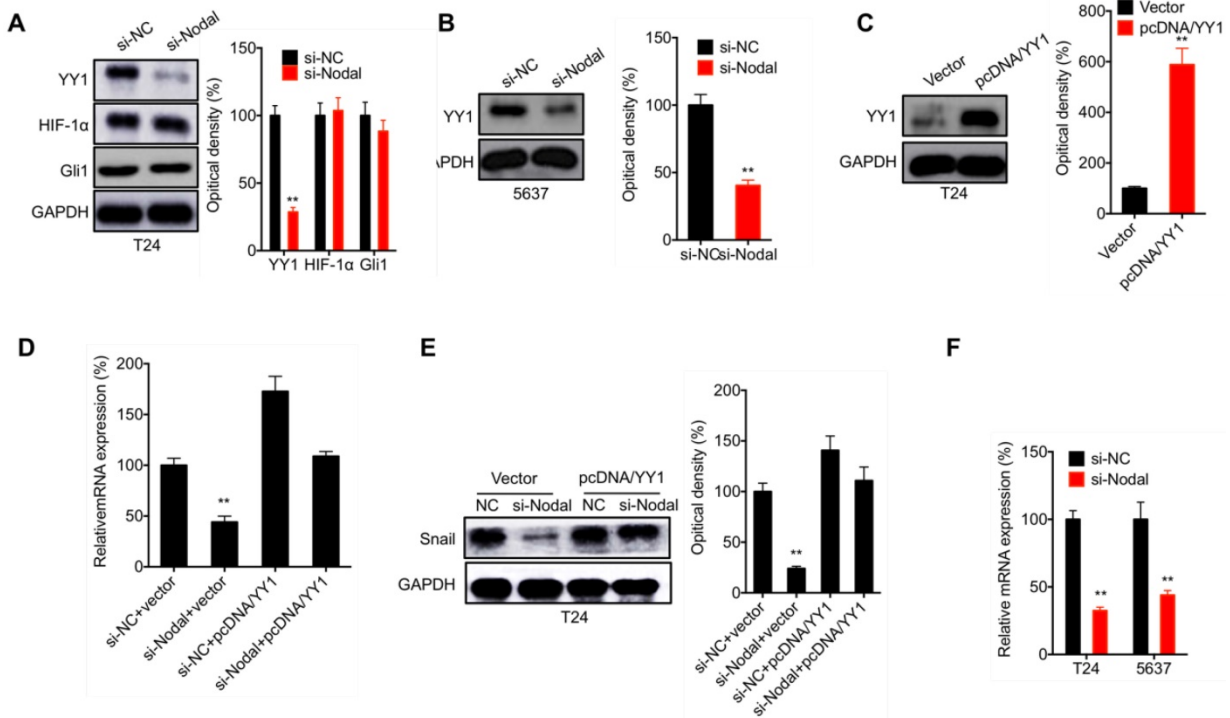 A
si-NC
si-Nodal
YY1
HIF-1α
Gli1
GAPDH
T24
Opitical density (%)
150
100
50
0
si-NC
si-Nodal
**
YY1 HIF-1α Gli1
B
si-NC
si-Nodal
YY1
APDH
5637
Opitical density (%)
150
100
50
0
si-NC
si-Nodal
**
si-NC si-Nodal
C
Vector
pcDNA/YY1
YY1
GAPDH
T24
Opitical density (%)
800
600
400
200
0
Vector
pcDNA/YY1
**
Vector
pcDNA/YY1
D
RelativemRNA expression (%)
200
150
100
50
0
**
si-NC+vector
si-Nodal+vector
si-NC+pcDNA/YY1
si-Nodal+pcDNA/YY1
E
Vector pcDNA/YY1
NC si-Nodal NC si-Nodal
Snail
GAPDH
T24
Opitical density (%)
200
150
100
50
0
**
si-NC+vector
si-Nodal+vector
si-NC+pcDNA/YY1
si-Nodal+pcDNA/YY1
F
Relative mRNA expression (%)
150
100
50
0
si-NC
si-Nodal
**
**
T24 5637